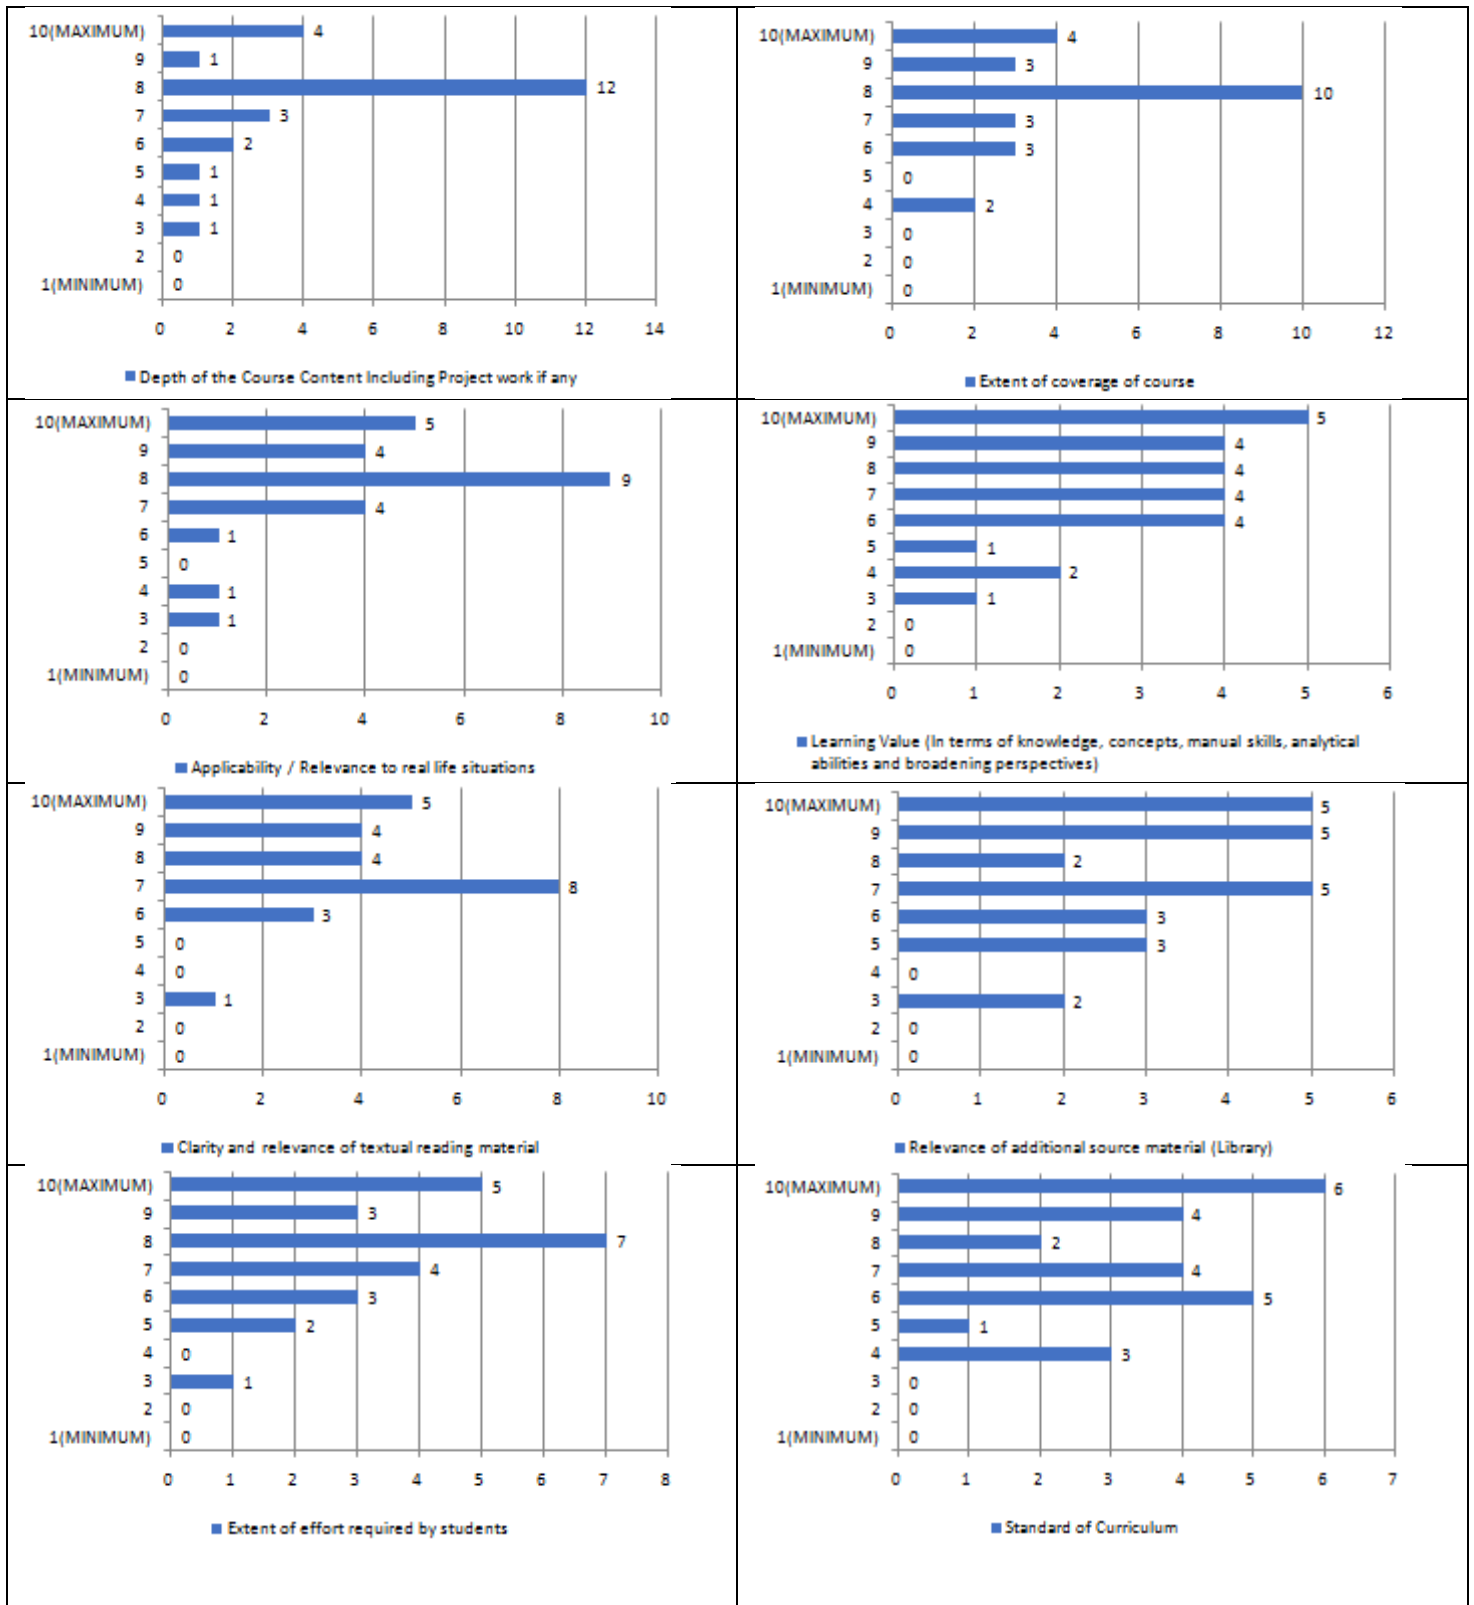 10(MAXIMUM) 4
9 1
8 12
7 3
6 2
5 1
4 1
3 1
2 0
1(MINIMUM) 0
0 2 4 6 8 10 12 14
Depth of the Course Content Including Project work if any
10(MAXIMUM) 4
9 3
8 10
7 3
6 3
5 0
4 2
3 0
2 0
1(MINIMUM) 0
0 2 4 6 8 10 12
Extent of coverage of course
10(MAXIMUM) 5
9 4
8 9
7 4
6 1
5 0
4 1
3 1
2 0
1(MINIMUM) 0
0 2 4 6 8 10
Applicability / Relevance to real life situations
10(MAXIMUM) 5
9 4
8 4
7 4
6 4
5 1
4 2
3 1
2 0
1(MINIMUM) 0
0 1 2 3 4 5 6
Learning Value (In terms of knowledge, concepts, manual skills, analytical
abilities and broadening perspectives)
10(MAXIMUM) 5
9 4
8 4
7 8
6 3
5 0
4 0
3 1
2 0
1(MINIMUM) 0
0 2 4 6 8 10
Clarity and relevance of textual reading material
10(MAXIMUM) 5
9 5
8 2
7 5
6 3
5 3
4 0
3 2
2 0
1(MINIMUM) 0
0 1 2 3 4 5 6
Relevance of additional source material (Library)
10(MAXIMUM) 5
9 3
8 7
7 4
6 3
5 2
4 0
3 1
2 0
1(MINIMUM) 0
0 1 2 3 4 5 6 7 8
Extent of effort required by students
10(MAXIMUM) 6
9 4
8 2
7 4
6 5
5 1
4 3
3 0
2 0
1(MINIMUM) 0
0 1 2 3 4 5 6 7
Standard of Curriculum